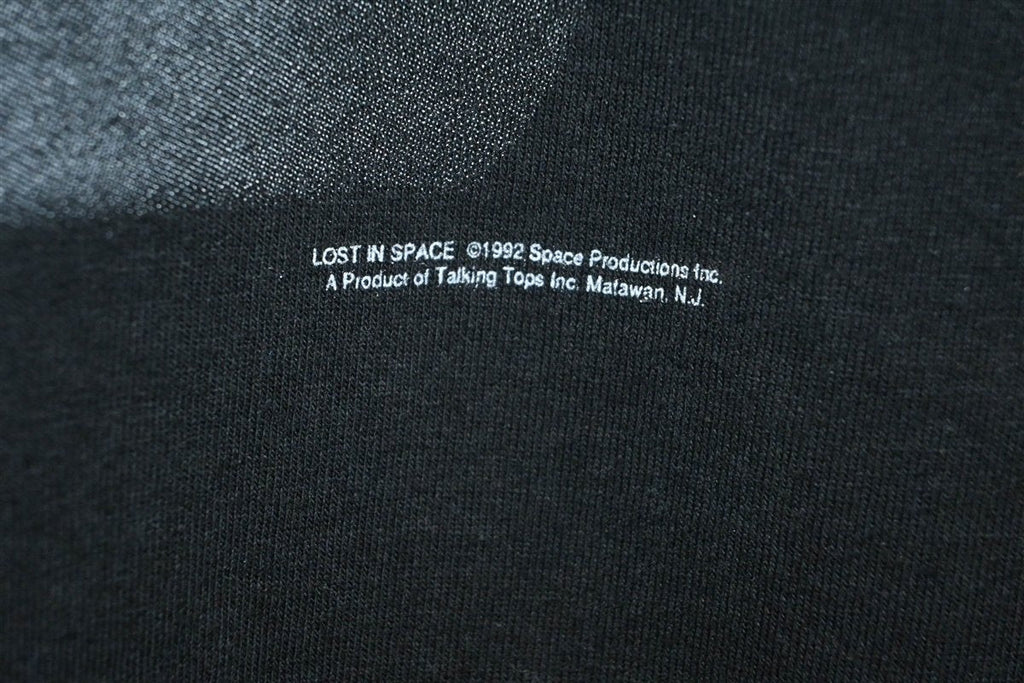 LOST IN SPACE ©1992 Space Productions Inc.
A Product of Talking Tops Inc. Matawan, N.J.